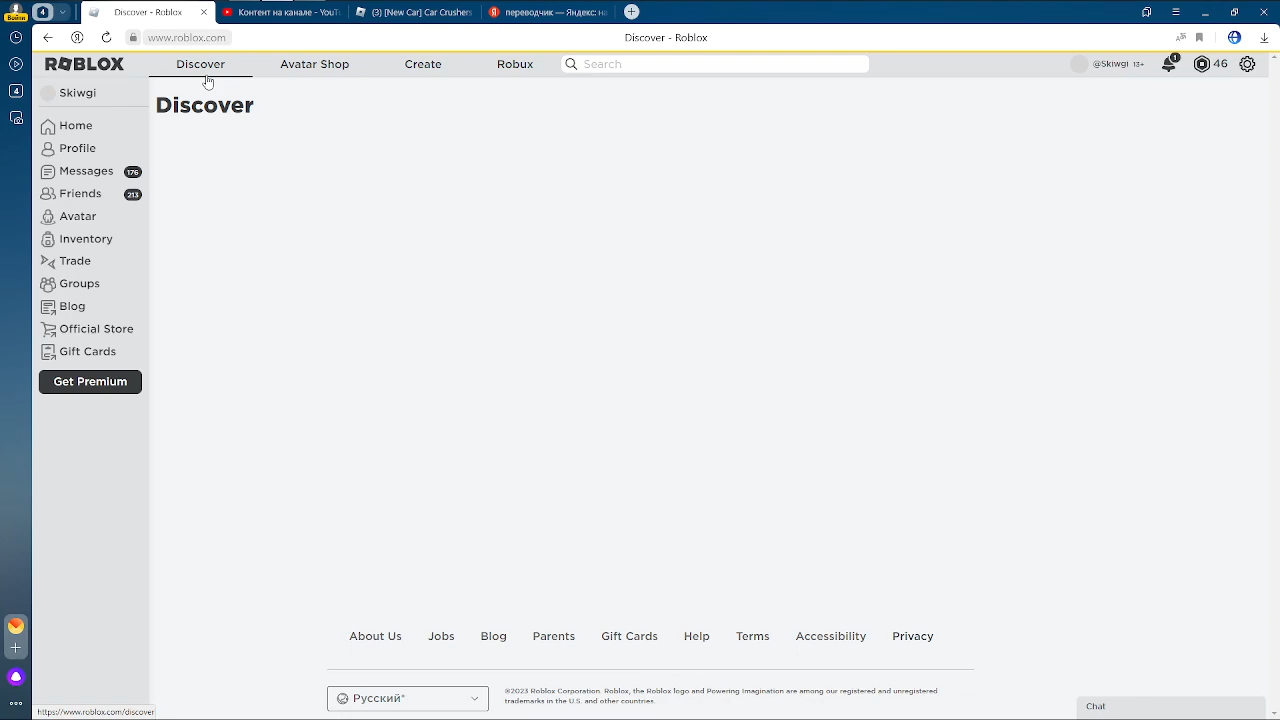 4
Discover - Roblox
Контент на канале - YouTu
(3) [New Car] Car Crushers
переводчик — Яндекс: на
www.roblox.com
Discover - Roblox
4
ROBLOX
Discover
Avatar Shop
Create
Robux
Search
@Skiwgi 13+
1
46
Skiwgi
Discover
Home
Profile
Messages 176
Friends 213
Avatar
Inventory
Trade
Groups
Blog
Official Store
Gift Cards
Get Premium
About Us
Jobs
Blog
Parents
Gift Cards
Help
Terms
Accessibility
Privacy
Русский*
©2023 Roblox Corporation. Roblox, the Roblox logo and Powering Imagination are among our registered and unregistered
trademarks in the U.S. and other countries.
Chat
https://www.roblox.com/discover